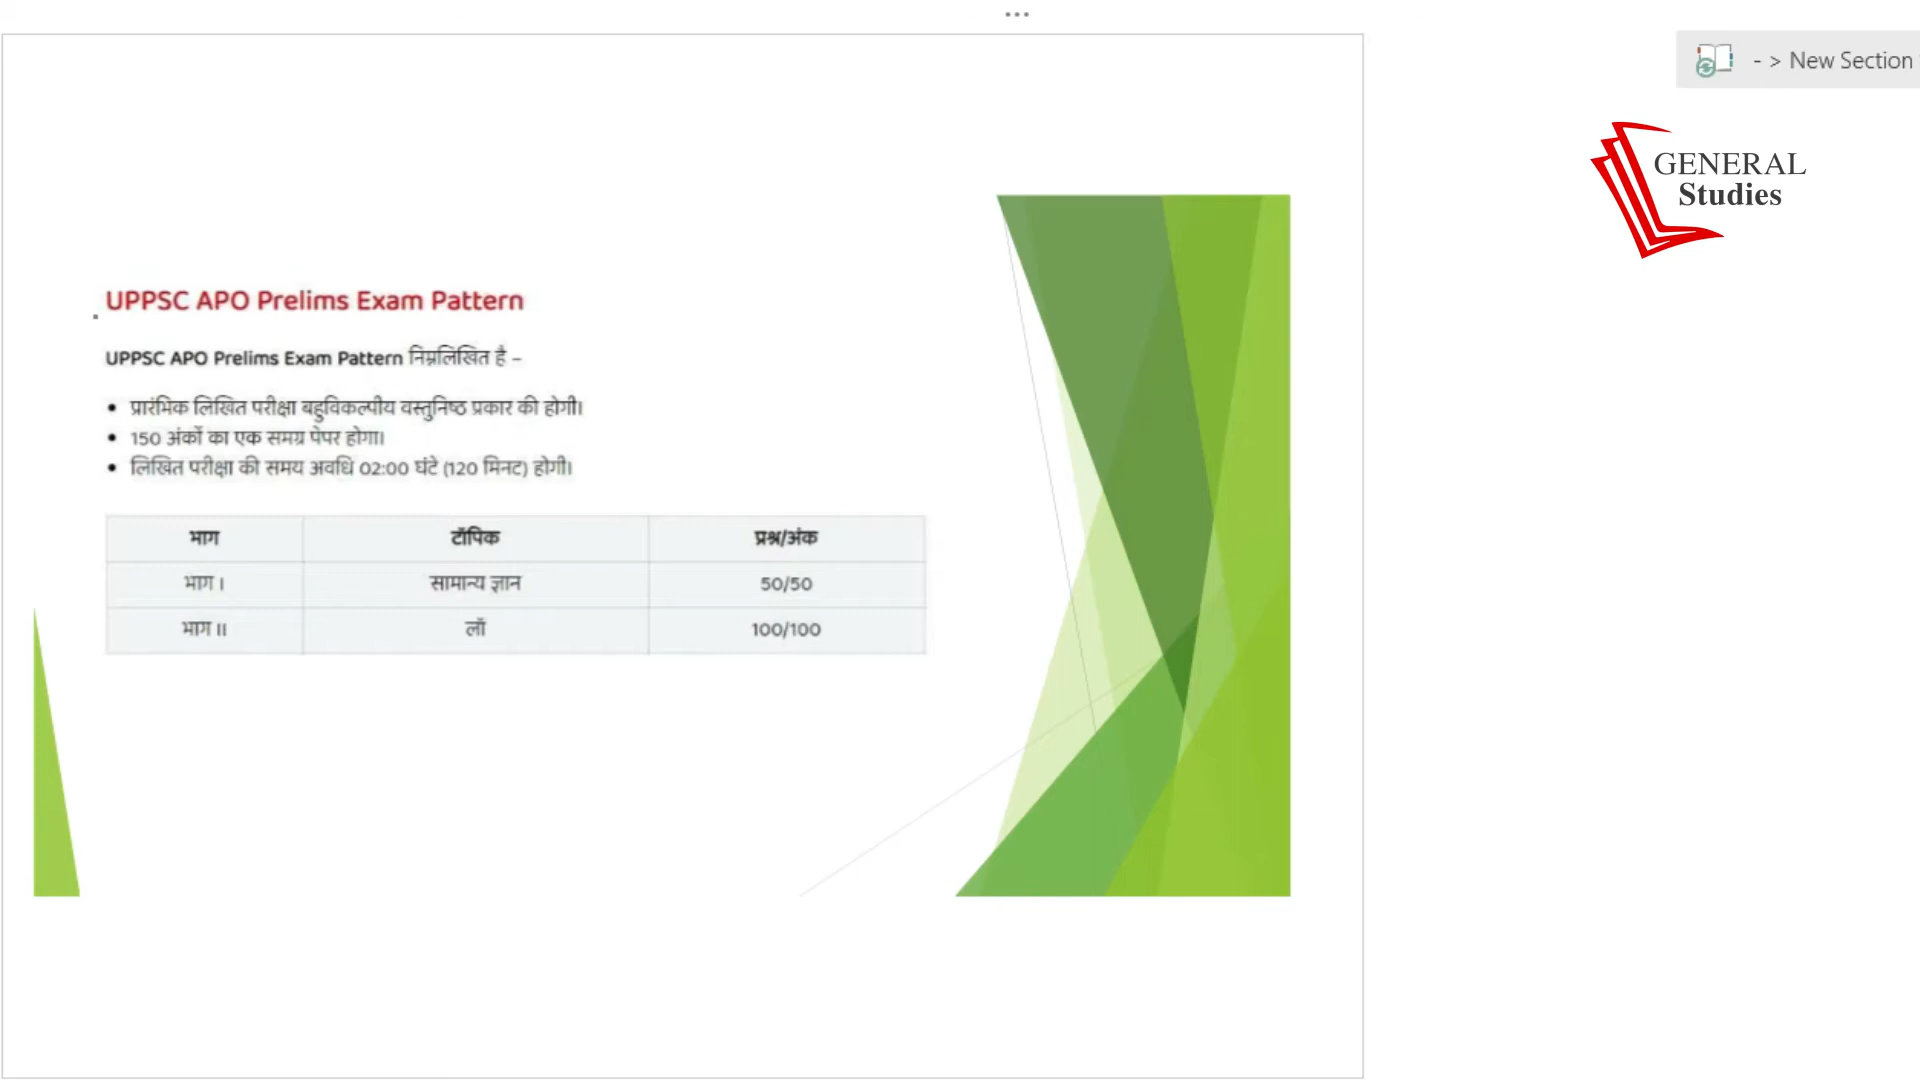 - > New Section
GENERAL
Studies
UPPSC APO Prelims Exam Pattern
UPPSC APO Prelims Exam Pattern निम्नलिखित है –
• प्रारंभिक लिखित परीक्षा बहुविकल्पीय वस्तुनिष्ठ प्रकार की होगी।
• 150 अंकों का एक समग्र पेपर होगा।
• लिखित परीक्षा की समय अवधि 02:00 घंटे (120 मिनट) होगी।
भाग टॉपिक प्रश्न/अंक
भाग I सामान्य ज्ञान 50/50
भाग II लॉ 100/100